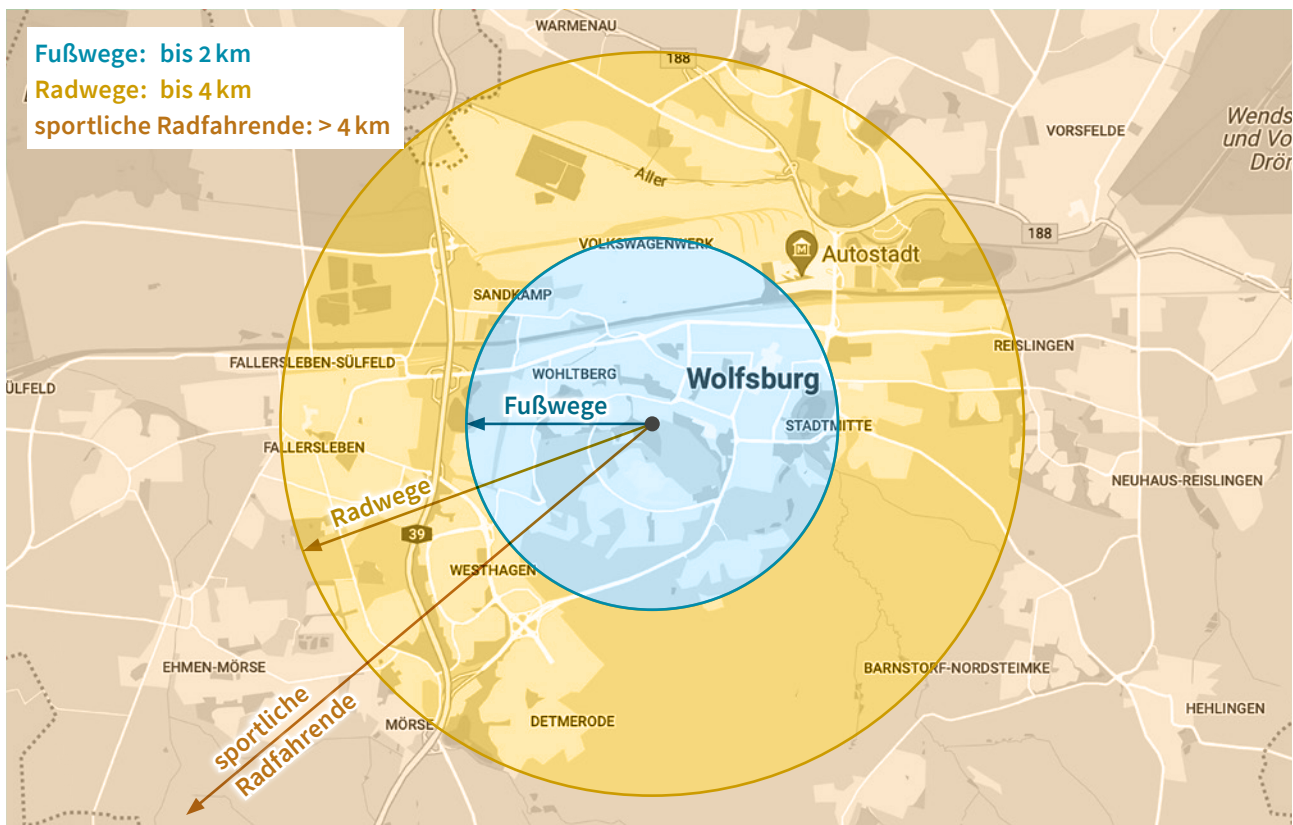 Fußwege: bis 2 km
Radwege: bis 4 km
sportliche Radfahrende: > 4 km
WARMENAU
188
VORSFELDE
Wends
und Vo
Drör
Aller
VOLKSWAGENWERK
Autostadt
188
SANDKAMP
REISLINGEN
FALLERSLEBEN-SÜLFELD
WOHLTBERG
Wolfsburg
ÜLFELD
Fußwege
STADTMITTE
FALLERSLEBEN
NEUHAUS-REISLINGEN
Radwege
39
WESTHAGEN
EHMEN-MÖRSE
BARNSTORF-NORDSTEIMKE
HEHLINGEN
MÖRSE
DETMERODE
sportliche
Radfahrende